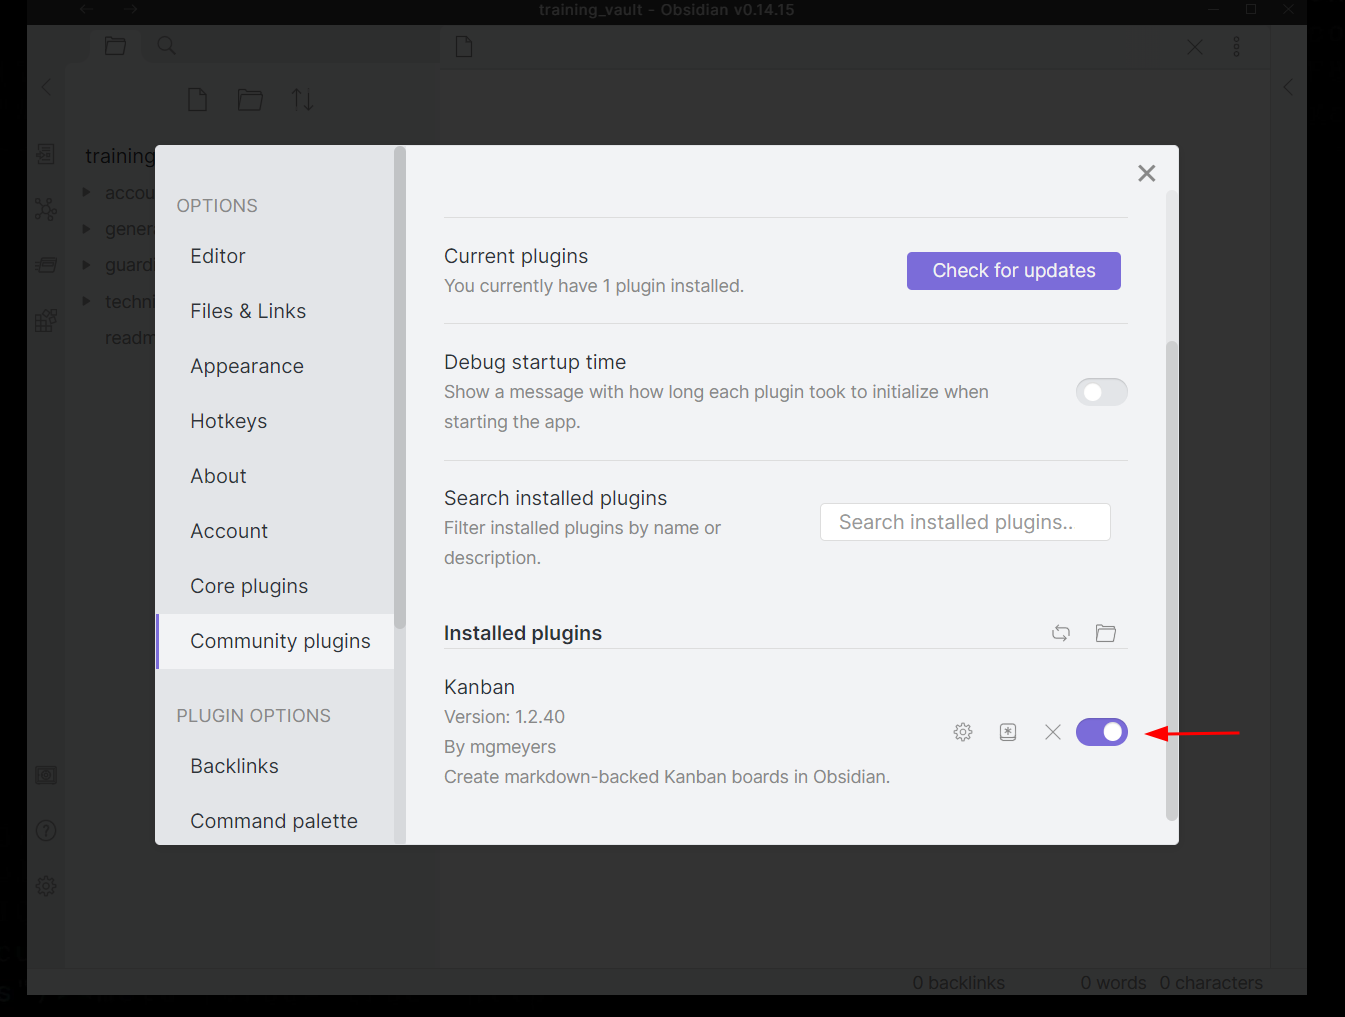 training_vault - Obsidian v0.14.15
training
accou
genera
guardi
techni
readm
OPTIONS
Editor
Files & Links
Appearance
Hotkeys
About
Account
Core plugins
Community plugins
PLUGIN OPTIONS
Backlinks
Command palette
Current plugins
You currently have 1 plugin installed.
Check for updates
Debug startup time
Show a message with how long each plugin took to initialize when
starting the app.
Search installed plugins
Filter installed plugins by name or
description.
Search installed plugins..
Installed plugins
Kanban
Version: 1.2.40
By mgmeyers
Create markdown-backed Kanban boards in Obsidian.
0 backlinks
0 words
0 characters